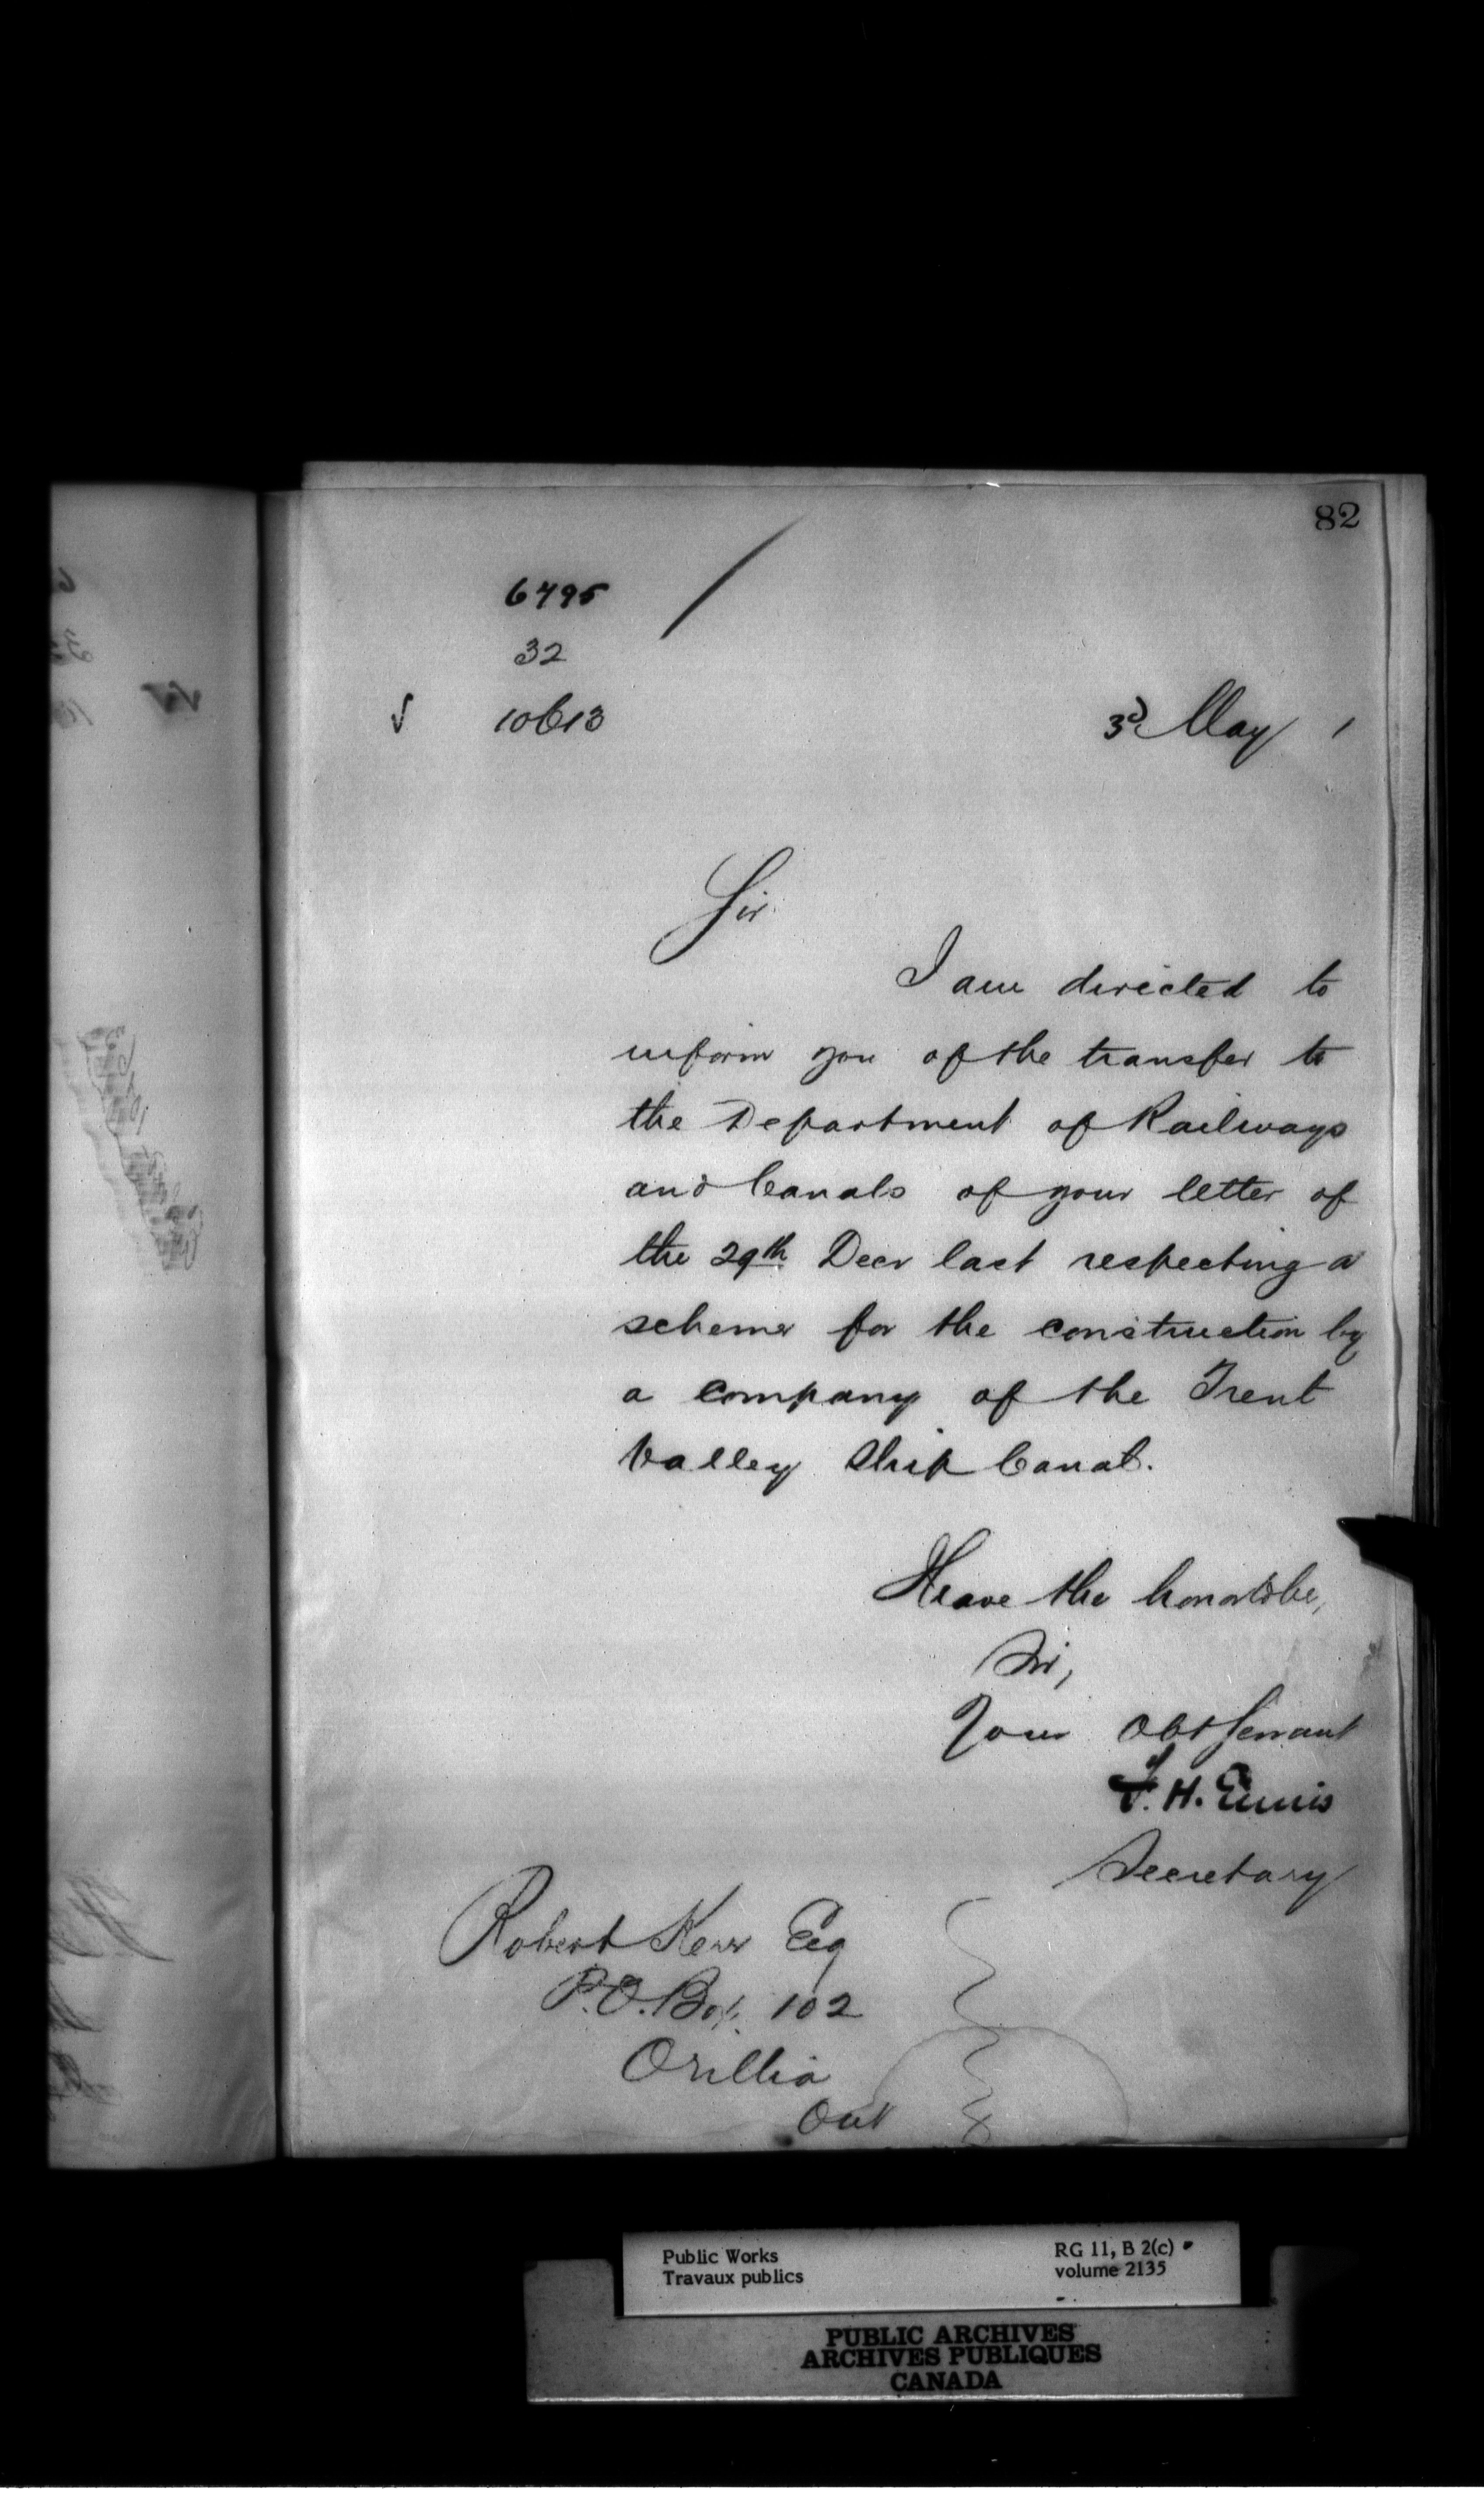 82
6795
32
√ 10613
3d May 1
Sir
I am directed to
inform you of the transfer to
the Department of Railways
and Canals of your letter of
the 29th Decr last respecting a
scheme for the construction by
a company of the Trent
Valley Ship Canal.
I have the honor to be,
Sir,
Your Obt Servant
F. H. Ennis
Secretary
Robert Kerr Esq
P.O. Box 102
Orillia
Ont
Public Works
Travaux publics
RG 11, B 2(c)
volume 2135
PUBLIC ARCHIVES
ARCHIVES PUBLIQUES
CANADA